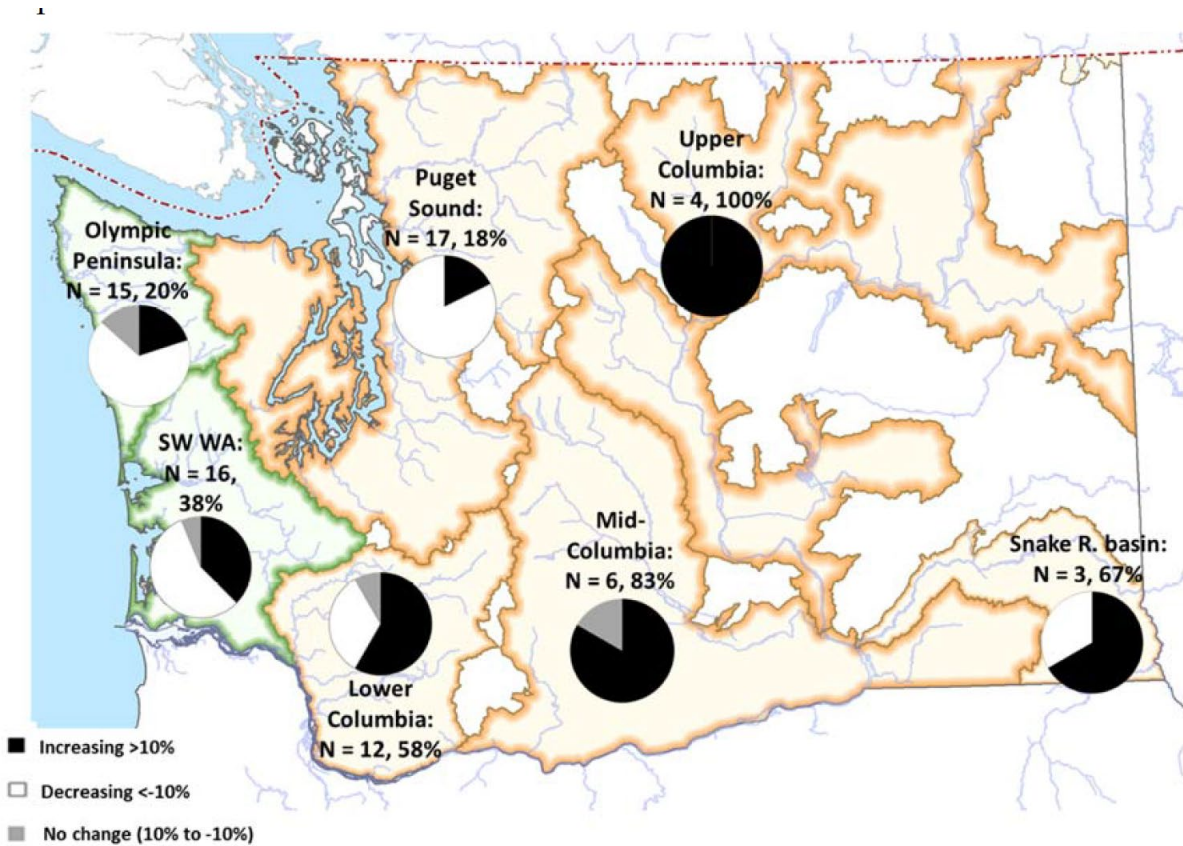 Upper
Columbia:
N = 4, 100%
Puget
Sound:
N = 17, 18%
Olympic
Peninsula:
N = 15, 20%
SW WA:
N = 16,
38%
Mid-
Columbia:
N = 6, 83%
Snake R. basin:
N = 3, 67%
Lower
Columbia:
N = 12, 58%
Increasing >10%
Decreasing <-10%
No change (10% to -10%)